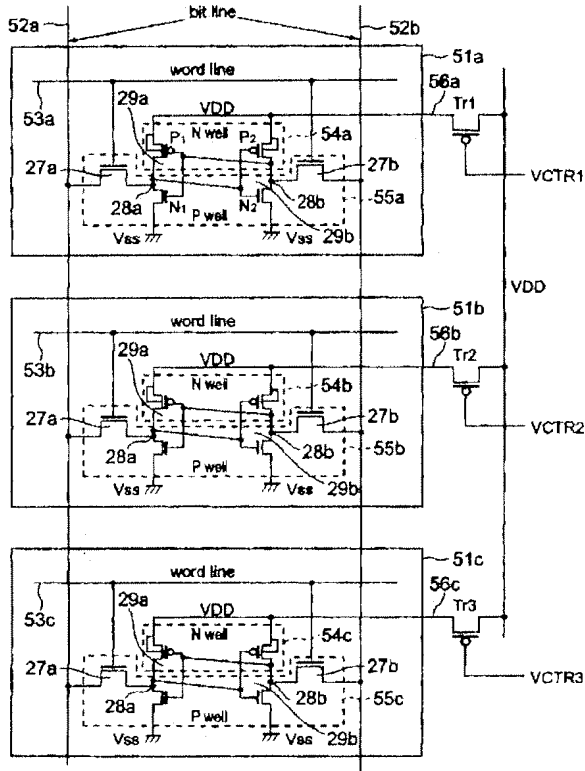 bit line
52a
52b
51a
word line
56a
53a
29a
VDD
Tr1
N well
P1
P2
54a
27a
27b
VCTR1
28a
N1
N2
28b
55a
P well
29b
Vss
Vss
VDD
51b
word line
56b
53b
29a
VDD
Tr2
N well
54b
27a
27b
VCTR2
28a
28b
55b
P well
29b
Vss
Vss
51c
word line
56c
53c
29a
VDD
Tr3
N well
54c
27a
27b
VCTR3
28a
28b
55c
P well
29b
Vss
Vss